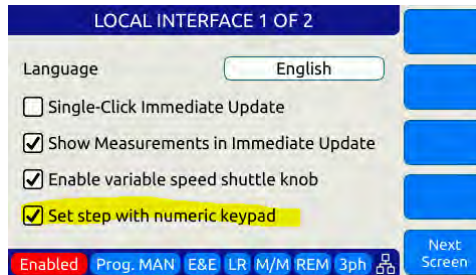 LOCAL INTERFACE 1 OF 2
Language English
Single-Click Immediate Update
Show Measurements in Immediate Update
Enable variable speed shuttle knob
Set step with numeric keypad
Next
Screen
Enabled Prog. MAN E&E LR M/M REM 3ph